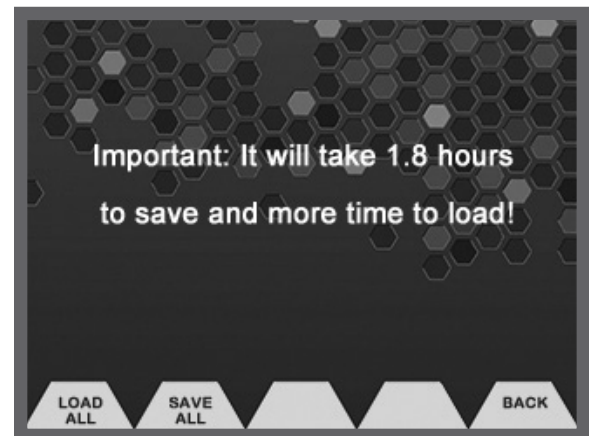 Important: It will take 1.8 hours
to save and more time to load!
LOAD
ALL
SAVE
ALL
BACK